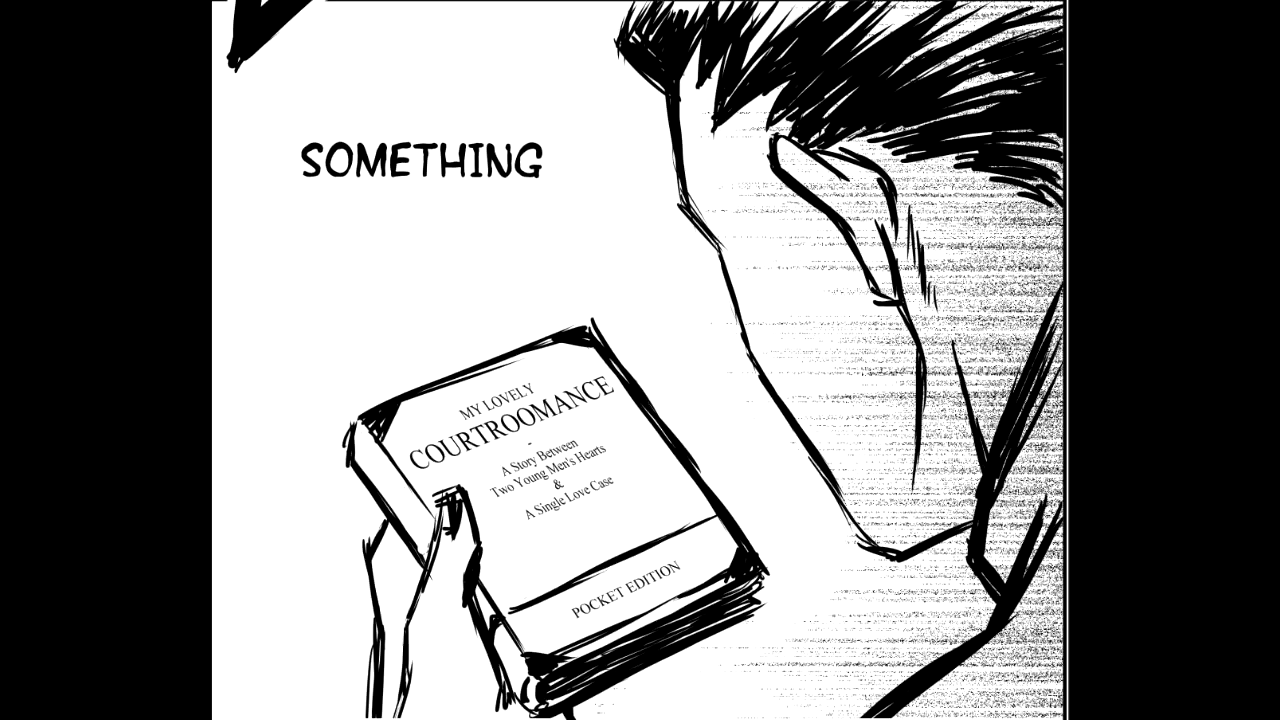 SOMETHING
MY LOVELY
COURTROOMANCE
-
A Story Between
Two Young Men's Hearts
&
A Single Love Case
POCKET EDITION